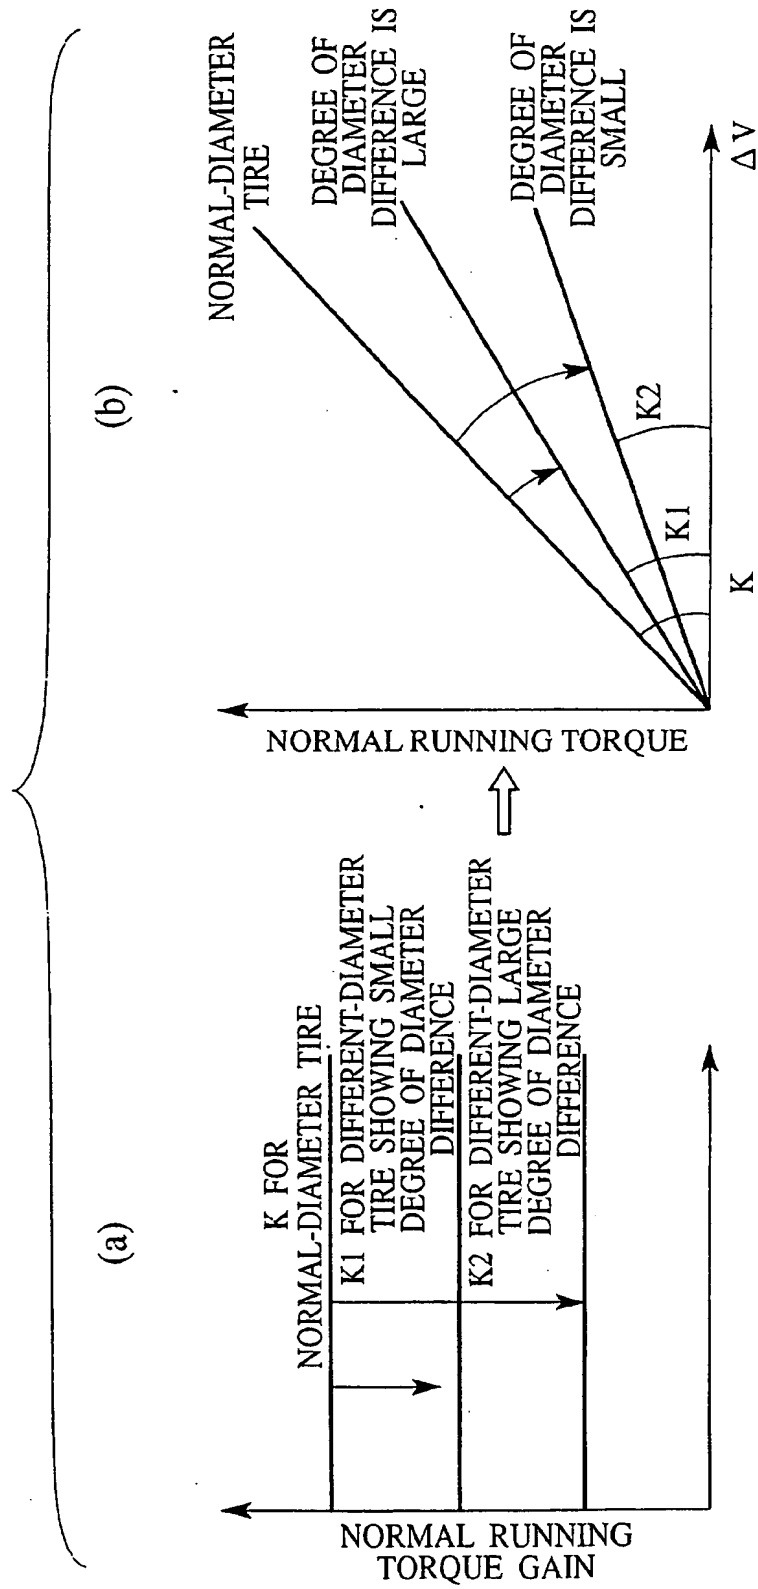 (a)
K FOR
NORMAL-DIAMETER TIRE
K1 FOR DIFFERENT-DIAMETER
TIRE SHOWING SMALL
DEGREE OF DIAMETER
DIFFERENCE
K2 FOR DIFFERENT-DIAMETER
TIRE SHOWING LARGE
DEGREE OF DIAMETER
DIFFERENCE
NORMAL RUNNING
TORQUE GAIN
(b)
NORMAL-DIAMETER
TIRE
DEGREE OF
DIAMETER
DIFFERENCE IS
LARGE
DEGREE OF
DIAMETER
DIFFERENCE IS
SMALL
NORMAL RUNNING TORQUE
K
K1
K2
ΔV